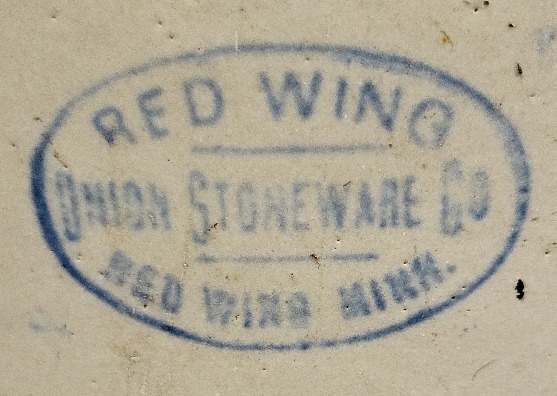 RED WING
UNION STONEWARE CO
RED WING MINN.